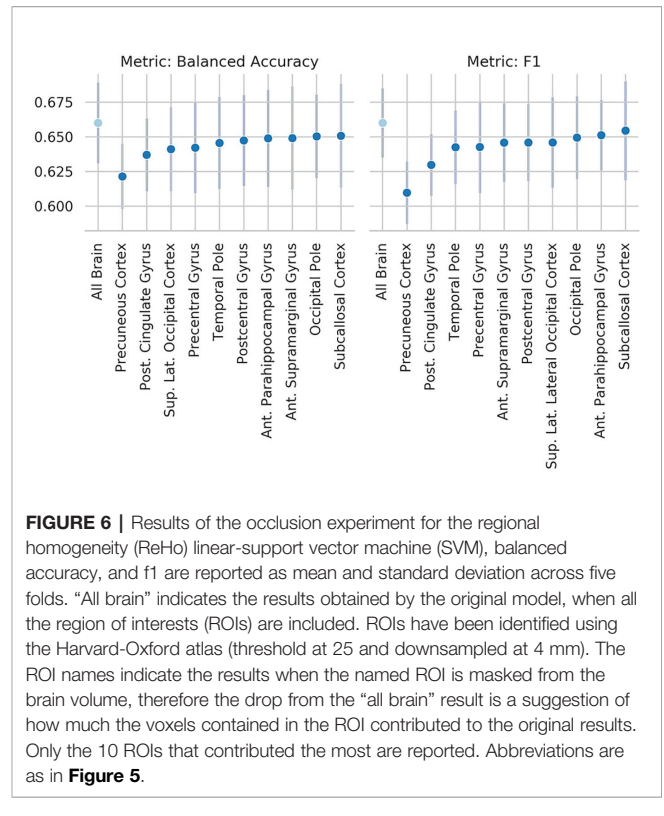 Metric: Balanced Accuracy
Metric: F1
0.675
0.650
0.625
0.600
All Brain
Precuneous Cortex
Post. Cingulate Gyrus
Sup. Lat. Occipital Cortex
Precentral Gyrus
Temporal Pole
Postcentral Gyrus
Ant. Parahippocampal Gyrus
Ant. Supramarginal Gyrus
Occipital Pole
Subcallosal Cortex
All Brain
Precuneous Cortex
Post. Cingulate Gyrus
Temporal Pole
Precentral Gyrus
Ant. Supramarginal Gyrus
Postcentral Gyrus
Sup. Lat. Lateral Occipital Cortex
Occipital Pole
Ant. Parahippocampal Gyrus
Subcallosal Cortex
FIGURE 6 | Results of the occlusion experiment for the regional
homogeneity (ReHo) linear-support vector machine (SVM), balanced
accuracy, and f1 are reported as mean and standard deviation across five
folds. “All brain” indicates the results obtained by the original model, when all
the region of interests (ROIs) are included. ROIs have been identified using
the Harvard-Oxford atlas (threshold at 25 and downsampled at 4 mm). The
ROI names indicate the results when the named ROI is masked from the
brain volume, therefore the drop from the “all brain” result is a suggestion of
how much the voxels contained in the ROI contributed to the original results.
Only the 10 ROIs that contributed the most are reported. Abbreviations are
as in Figure 5.